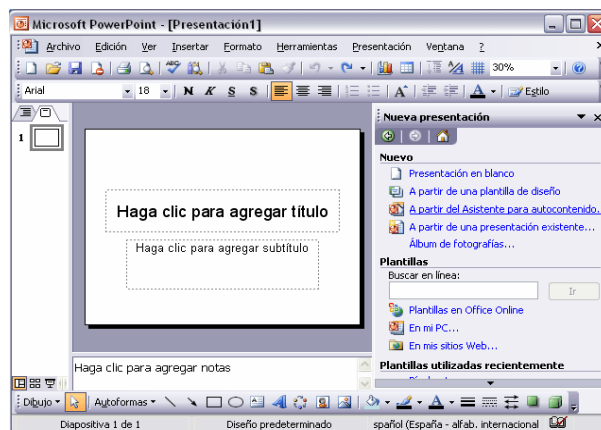 Microsoft PowerPoint - [Presentación1]
Archivo Edición Ver Insertar Formato Herramientas Presentación Ventana ?
30%
Arial 18 N K S S Estilo
Nueva presentación
1
Nuevo
Presentación en blanco
A partir de una plantilla de diseño
A partir del Asistente para autocontenido.
A partir de una presentación existente...
Álbum de fotografías...
Haga clic para agregar título
Haga clic para agregar subtítulo
Plantillas
Buscar en línea:
Ir
Plantillas en Office Online
En mi PC...
En mis sitios Web...
Plantillas utilizadas recientemente
Haga clic para agregar notas
Dibujo Autoformas
Diapositiva 1 de 1 Diseño predeterminado spañol (España - alfab. internacional